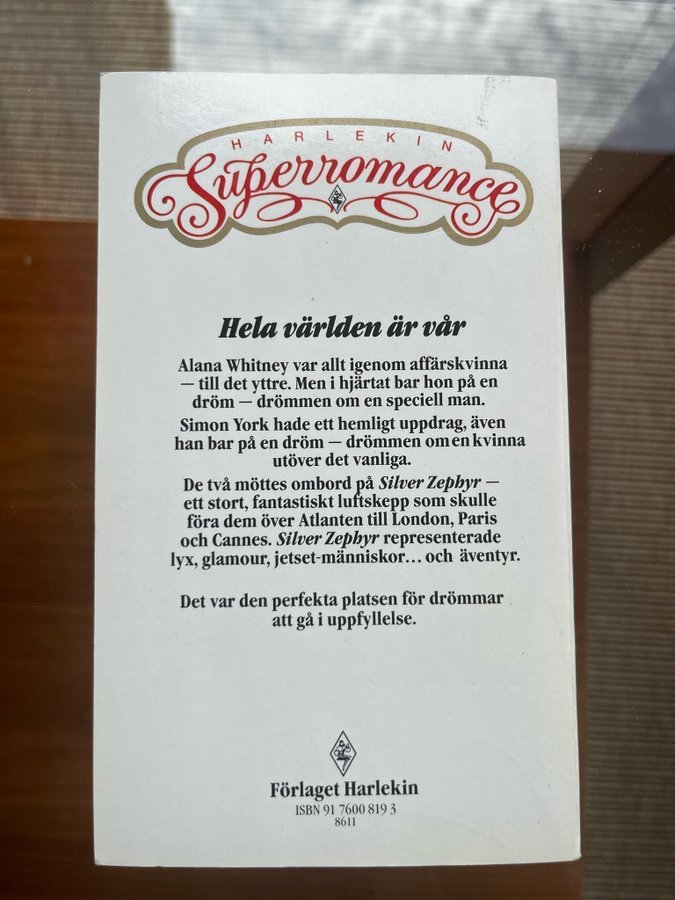 HARLEKIN
Superromance
Hela världen är vår
Alana Whitney var allt igenom affärskvinna
— till det yttre. Men i hjärtat bar hon på en
dröm — drömmen om en speciell man.
Simon York hade ett hemligt uppdrag, även
han bar på en dröm — drömmen om en kvinna
utöver det vanliga.
De två möttes ombord på Silver Zephyr —
ett stort, fantastiskt luftskepp som skulle
föra dem över Atlanten till London, Paris
och Cannes. Silver Zephyr representerade
lyx, glamour, jetset-människor... och äventyr.
Det var den perfekta platsen för drömmar
att gå i uppfyllelse.
Förlaget Harlekin
ISBN 91 7600 819 3
8611